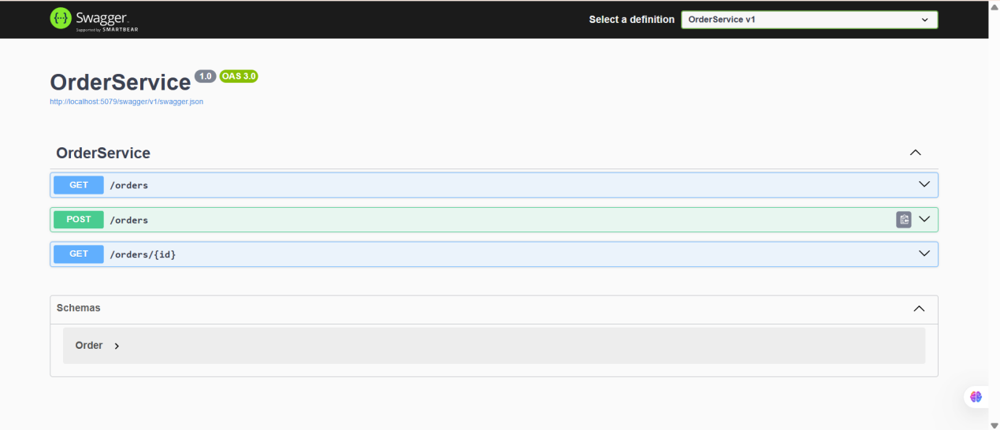 Swagger.
Supported by SMARTBEAR
Select a definition
OrderService v1
OrderService 1.0 OAS 3.0
http://localhost:5079/swagger/v1/swagger.json
OrderService
GET /orders
POST /orders
GET /orders/{id}
Schemas
Order